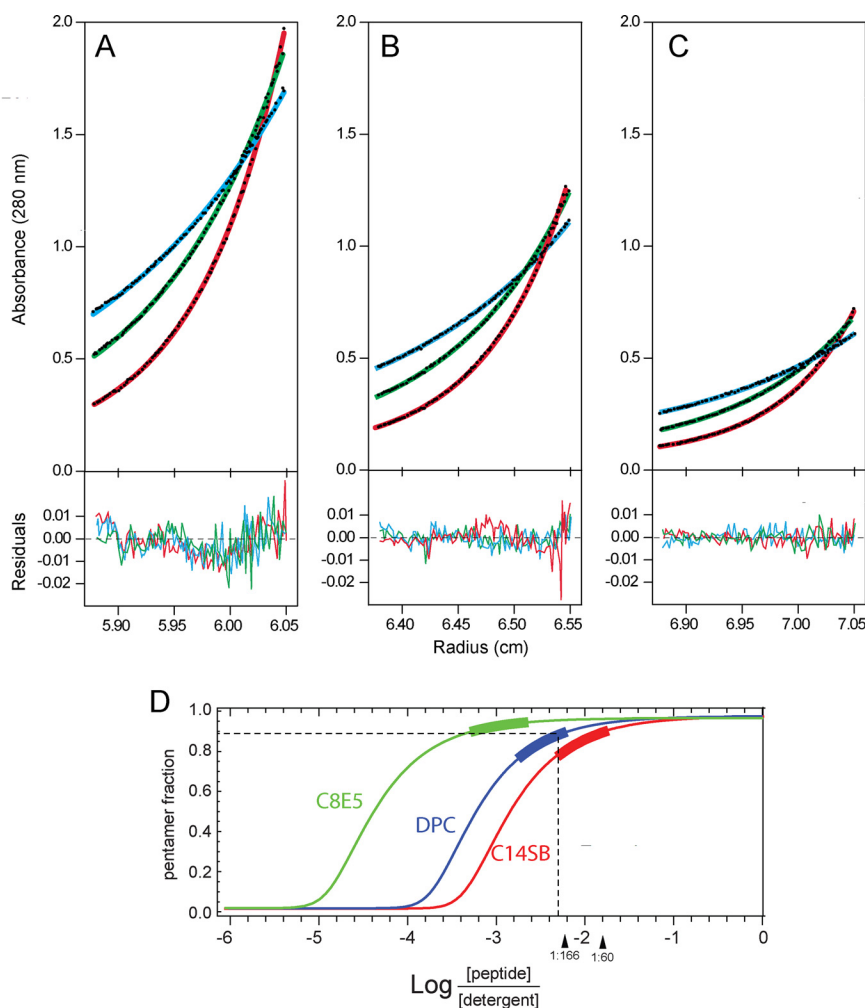 A
B
C
2.0
2.0
2.0
1.5
1.5
1.5
1.0
1.0
1.0
0.5
0.5
0.5
0.0
0.0
0.0
Absorbance (280 nm)
0.01
0.00
-0.01
-0.02
0.01
0.00
-0.01
-0.02
0.01
0.00
-0.01
-0.02
Residuals
5.90 5.95 6.00 6.05
6.40 6.45 6.50 6.55
6.90 6.95 7.00 7.05
Radius (cm)
D
1.0
0.8
0.6
0.4
0.2
0.0
pentamer fraction
C8E5
DPC
C14SB
-6 -5 -4 -3 -2 -1 0
1:166 1:60
Log [peptide]
[detergent]